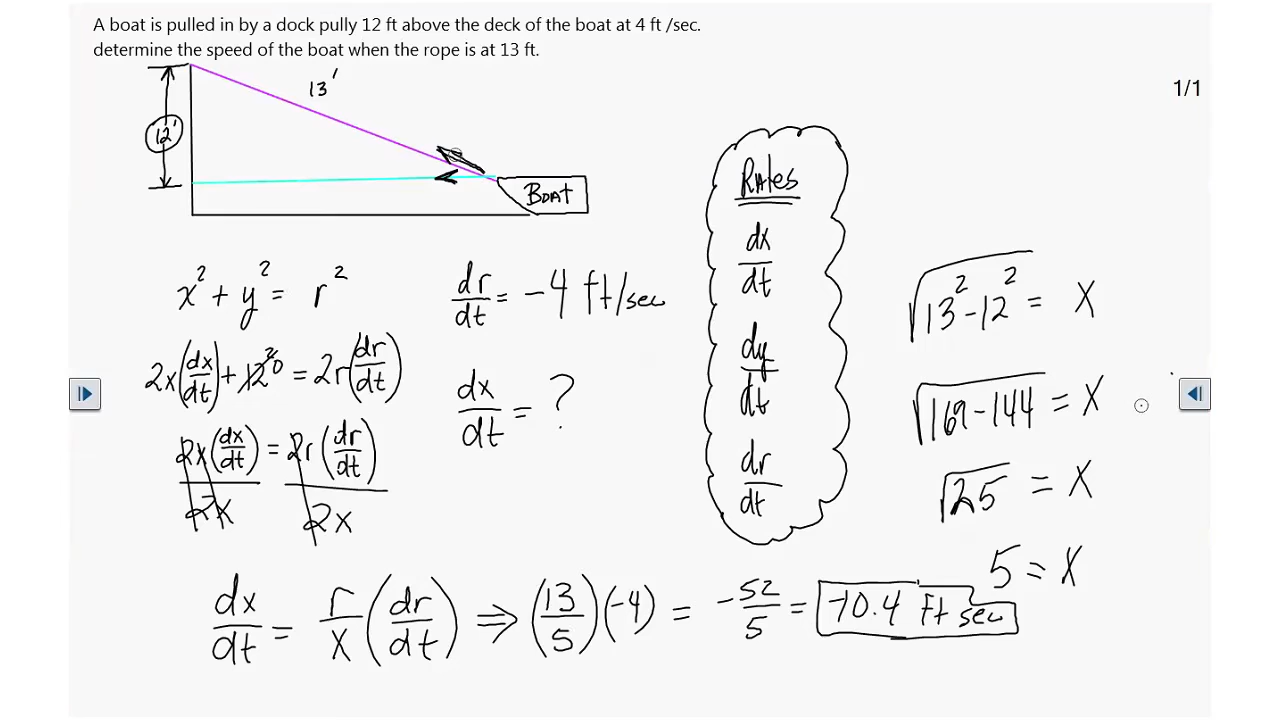 A boat is pulled in by a dock pully 12 ft above the deck of the boat at 4 ft /sec.
determine the speed of the boat when the rope is at 13 ft.
1/1
13'
12'
BOAT
Rates
dx/dt
dy/dt
dr/dt
x² + y² = r²
2x(dx/dt) + 12²⁰ = 2r(dr/dt)
2x(dx/dt)/2x = 2r(dr/dt)/2x
dr/dt = -4 ft/sec
dx/dt = ?
√13² - 12² = X
√169 - 144 = X
√25 = X
5 = X
dx/dt = r/x (dr/dt) ⇒ (13/5)(-4) = -52/5 = -10.4 ft sec